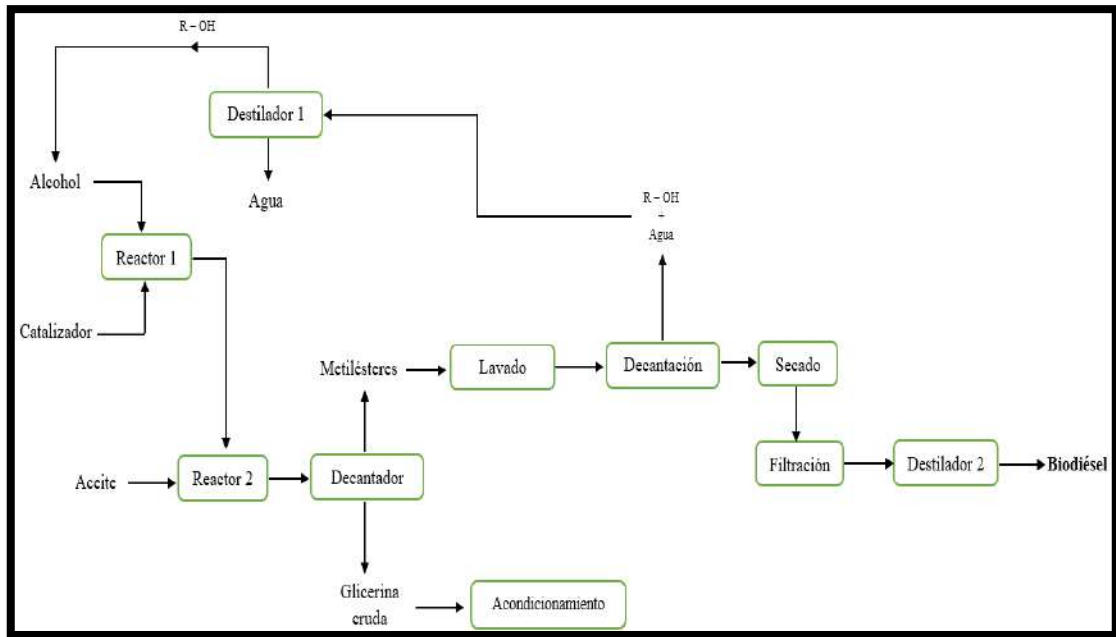 R – OH
Destilador 1
Alcohol
Agua
R – OH
+
Agua
Reactor 1
Catalizador
Metilésteres
Lavado
Decantación
Secado
Aceite
Reactor 2
Decantador
Filtración
Destilador 2
Biodiésel
Glicerina
cruda
Acondicionamiento